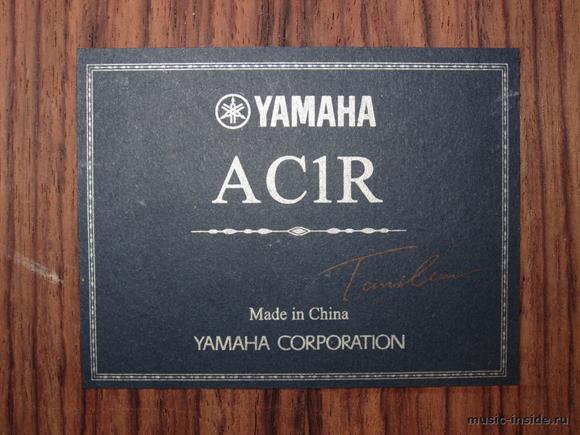 YAMAHA
AC1R
Made in China
YAMAHA CORPORATION
music-inside.ru